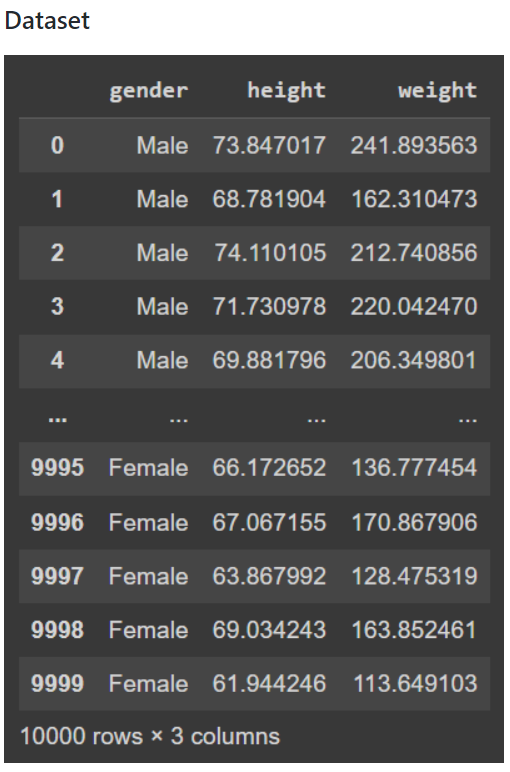 Dataset
gender height weight
0 Male 73.847017 241.893563
1 Male 68.781904 162.310473
2 Male 74.110105 212.740856
3 Male 71.730978 220.042470
4 Male 69.881796 206.349801
... ... ... ...
9995 Female 66.172652 136.777454
9996 Female 67.067155 170.867906
9997 Female 63.867992 128.475319
9998 Female 69.034243 163.852461
9999 Female 61.944246 113.649103
10000 rows × 3 columns